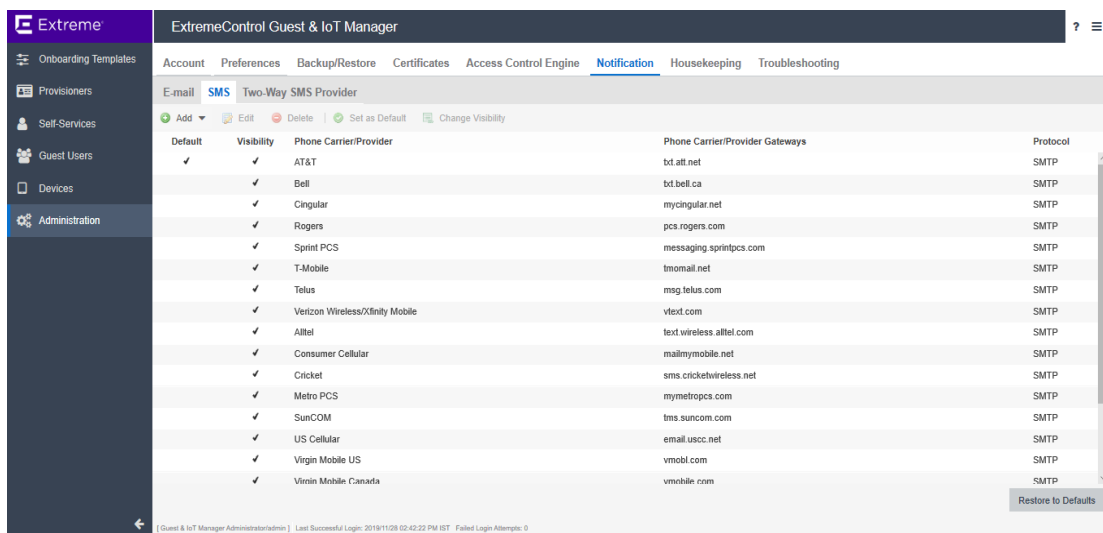 Extreme
ExtremeControl Guest & IoT Manager
?
Onboarding Templates
Provisioners
Self-Services
Guest Users
Devices
Administration
Account Preferences Backup/Restore Certificates Access Control Engine Notification Housekeeping Troubleshooting
E-mail SMS Two-Way SMS Provider
Add Edit Delete Set as Default Change Visibility
Default Visibility Phone Carrier/Provider Phone Carrier/Provider Gateways Protocol
AT&T txt.att.net SMTP
Bell txt.bell.ca SMTP
Cingular mycingular.net SMTP
Rogers pcs.rogers.com SMTP
Sprint PCS messaging.sprintpcs.com SMTP
T-Mobile tmomail.net SMTP
Telus msg.telus.com SMTP
Verizon Wireless/Xfinity Mobile vtext.com SMTP
Alltel text.wireless.alltel.com SMTP
Consumer Cellular mailmymobile.net SMTP
Cricket sms.cricketwireless.net SMTP
Metro PCS mymetropcs.com SMTP
SunCOM tms.suncom.com SMTP
US Cellular email.uscc.net SMTP
Virgin Mobile US vmobl.com SMTP
Virgin Mobile Canada vmobile.com SMTP
Restore to Defaults
[ Guest & IoT Manager Administrator/admin ] Last Successful Login: 2019/11/28 02:42:22 PM IST Failed Login Attempts: 0